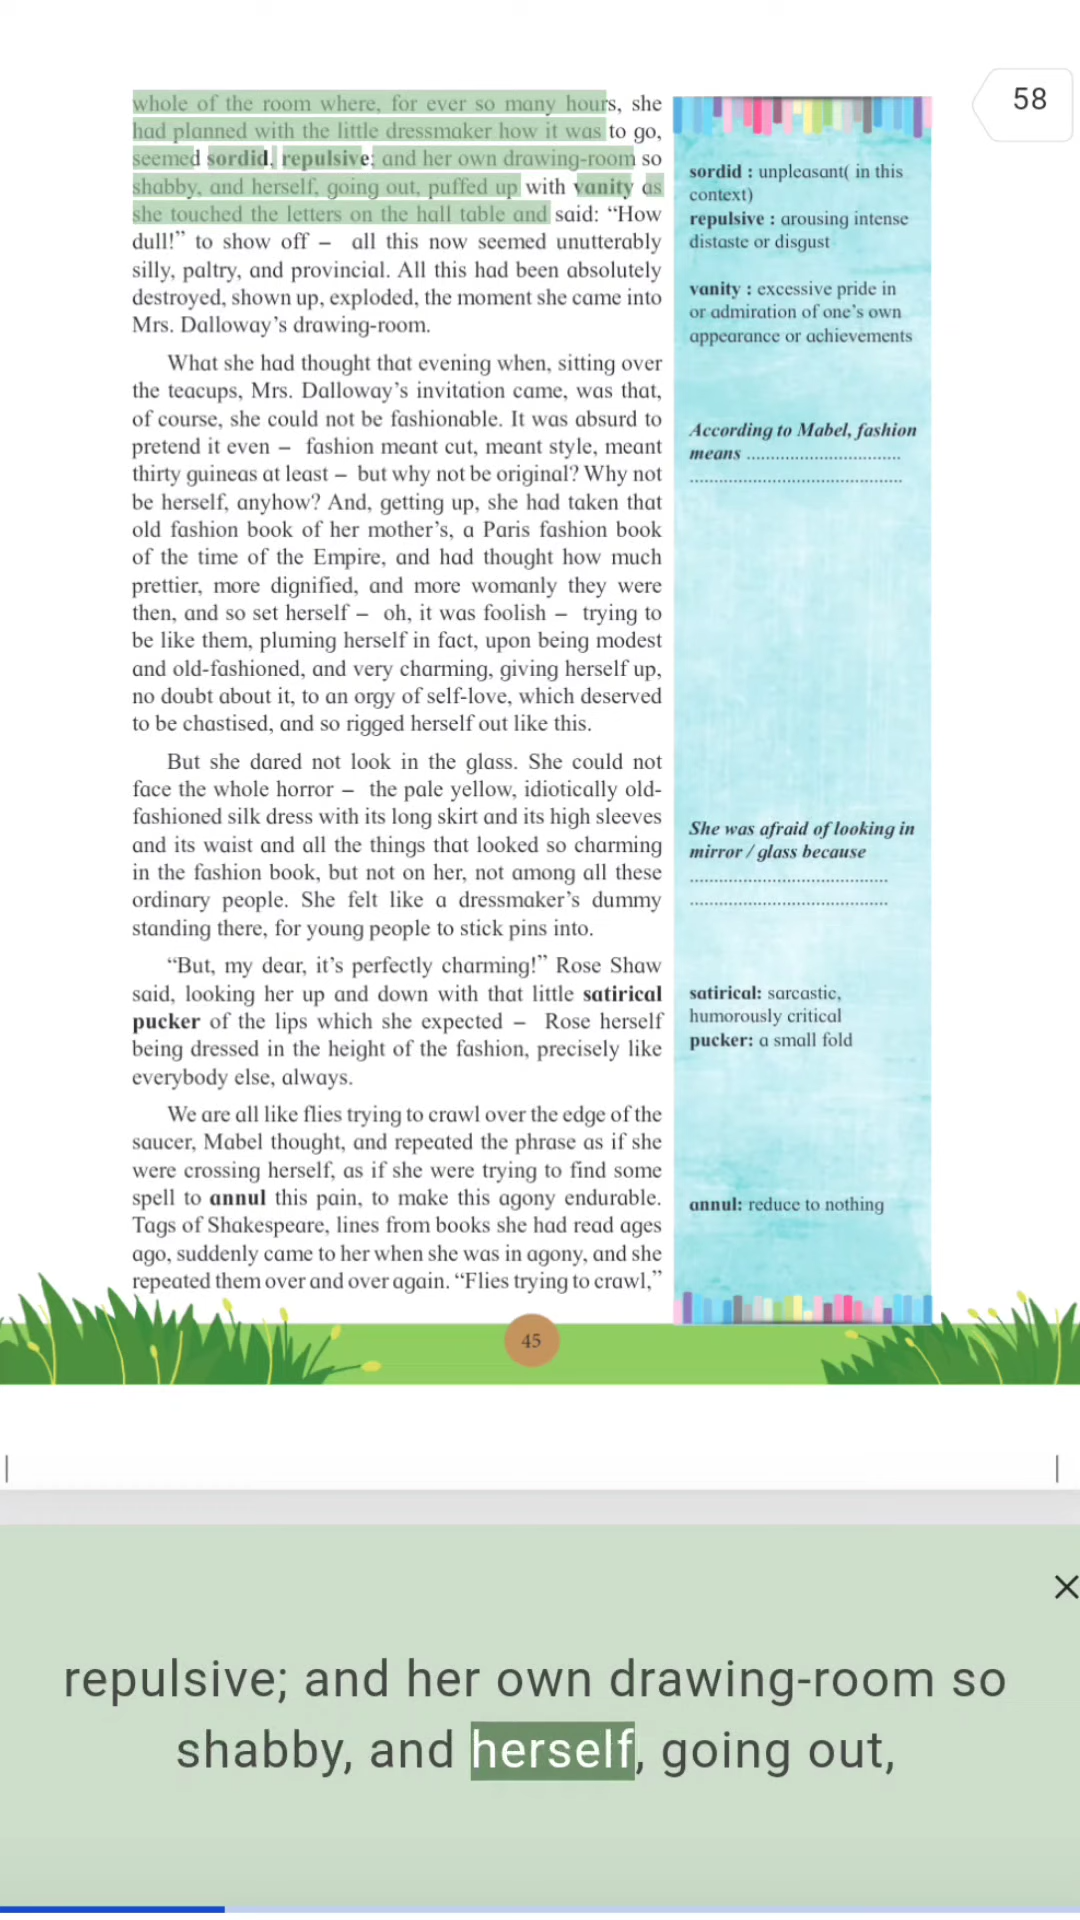 58
whole of the room where, for ever so many hours, she
had planned with the little dressmaker how it was to go,
seemed sordid, repulsive; and her own drawing-room so
shabby, and herself, going out, puffed up with vanity as
she touched the letters on the hall table and said: “How
dull!” to show off – all this now seemed unutterably
silly, paltry, and provincial. All this had been absolutely
destroyed, shown up, exploded, the moment she came into
Mrs. Dalloway’s drawing-room.
What she had thought that evening when, sitting over
the teacups, Mrs. Dalloway’s invitation came, was that,
of course, she could not be fashionable. It was absurd to
pretend it even – fashion meant cut, meant style, meant
thirty guineas at least – but why not be original? Why not
be herself, anyhow? And, getting up, she had taken that
old fashion book of her mother’s, a Paris fashion book
of the time of the Empire, and had thought how much
prettier, more dignified, and more womanly they were
then, and so set herself – oh, it was foolish – trying to
be like them, pluming herself in fact, upon being modest
and old-fashioned, and very charming, giving herself up,
no doubt about it, to an orgy of self-love, which deserved
to be chastised, and so rigged herself out like this.
But she dared not look in the glass. She could not
face the whole horror – the pale yellow, idiotically old-
fashioned silk dress with its long skirt and its high sleeves
and its waist and all the things that looked so charming
in the fashion book, but not on her, not among all these
ordinary people. She felt like a dressmaker’s dummy
standing there, for young people to stick pins into.
“But, my dear, it’s perfectly charming!” Rose Shaw
said, looking her up and down with that little satirical
pucker of the lips which she expected – Rose herself
being dressed in the height of the fashion, precisely like
everybody else, always.
We are all like flies trying to crawl over the edge of the
saucer, Mabel thought, and repeated the phrase as if she
were crossing herself, as if she were trying to find some
spell to annul this pain, to make this agony endurable.
Tags of Shakespeare, lines from books she had read ages
ago, suddenly came to her when she was in agony, and she
repeated them over and over again. “Flies trying to crawl,”
sordid : unpleasant( in this
context)
repulsive : arousing intense
distaste or disgust
vanity : excessive pride in
or admiration of one’s own
appearance or achievements
According to Mabel, fashion
means ................................
............................................
She was afraid of looking in
mirror / glass because
.........................................
.........................................
satirical: sarcastic,
humorously critical
pucker: a small fold
annul: reduce to nothing
45
repulsive; and her own drawing-room so
shabby, and herself, going out,